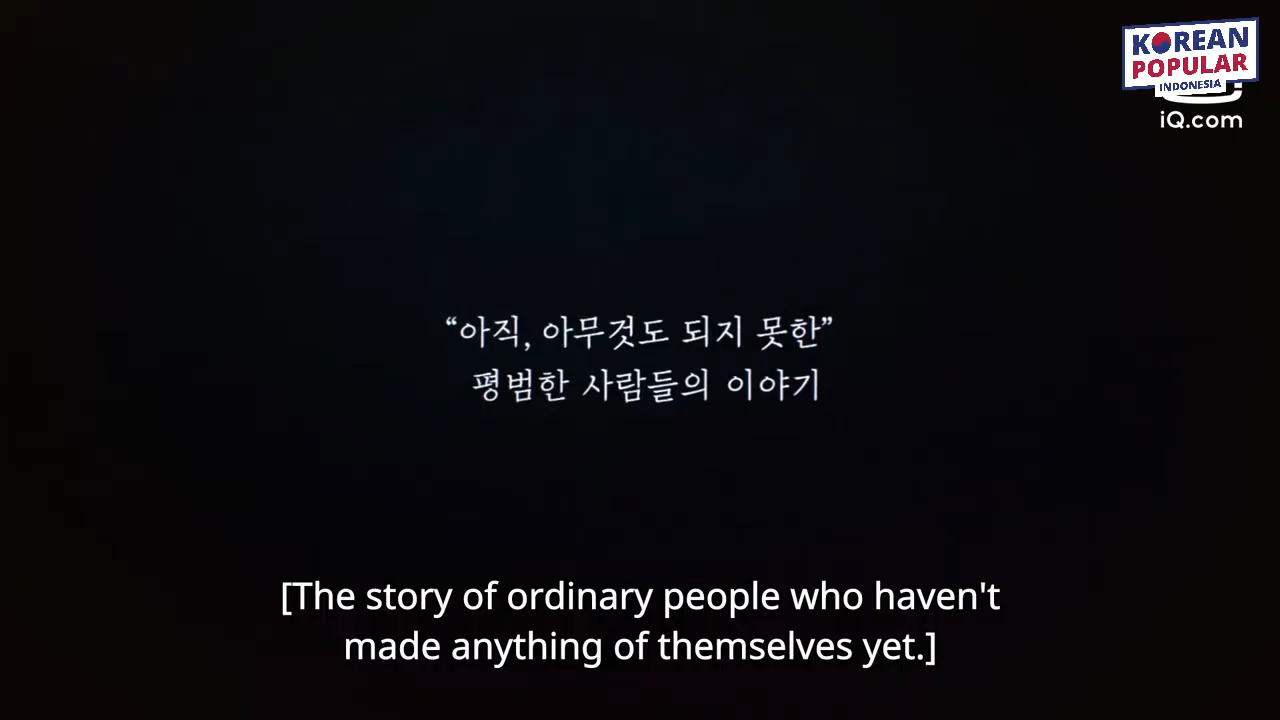 KOREAN
POPULAR
INDONESIA
iQ.com
“아직, 아무것도 되지 못한”
평범한 사람들의 이야기
[The story of ordinary people who haven't
made anything of themselves yet.]